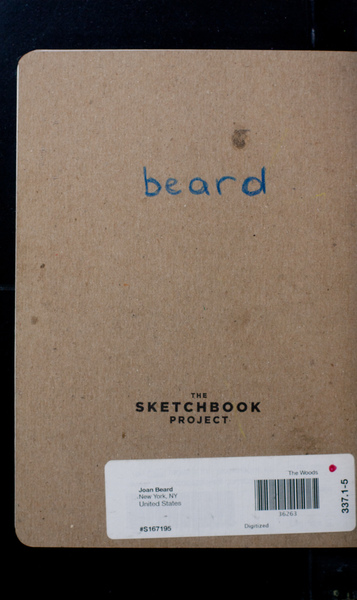 beard
THE
SKETCHBOOK
PROJECT
The Woods
Jean Beard
New York, NY
United States
36263
337.1-5
#S167195
Digitized